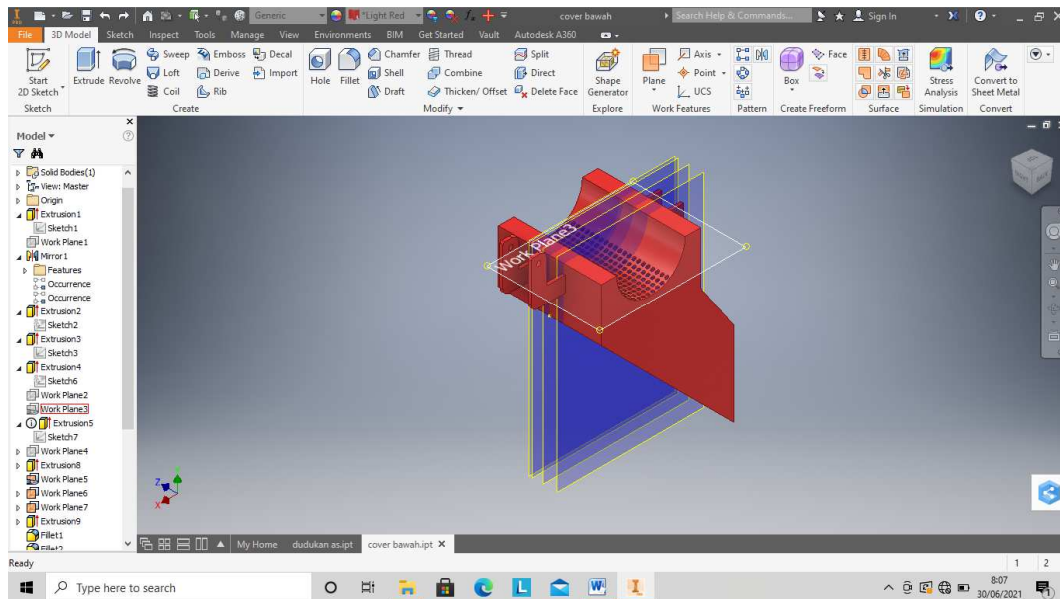 Generic
*Light Red
cover bawah
Search Help & Commands...
Sign In
File 3D Model Sketch Inspect Tools Manage View Environments BIM Get Started Vault Autodesk A360
Start 2D Sketch
Extrude
Revolve
Sweep Emboss Decal
Loft Derive Import
Coil Rib
Hole
Fillet
Chamfer Thread
Shell Combine
Draft Thicken/ Offset
Split
Direct
Delete Face
Shape Generator
Plane
Axis
Point
UCS
Box
Face
Stress Analysis
Convert to Sheet Metal
Sketch Create Modify Explore Work Features Pattern Create Freeform Surface Simulation Convert
Model
Solid Bodies(1)
View: Master
Origin
Extrusion1
Sketch1
Work Plane1
Mirror1
Features
Occurrence
Occurrence
Extrusion2
Sketch2
Extrusion3
Sketch3
Extrusion4
Sketch6
Work Plane2
Work Plane3
Extrusion5
Sketch7
Work Plane4
Extrusion8
Work Plane5
Work Plane6
Work Plane7
Extrusion9
Fillet1
Fillet2
Work Plane3
Z
Y
X
My Home dudukan as.ipt cover bawah.ipt
Ready
1 2
Type here to search
8:07
30/06/2021